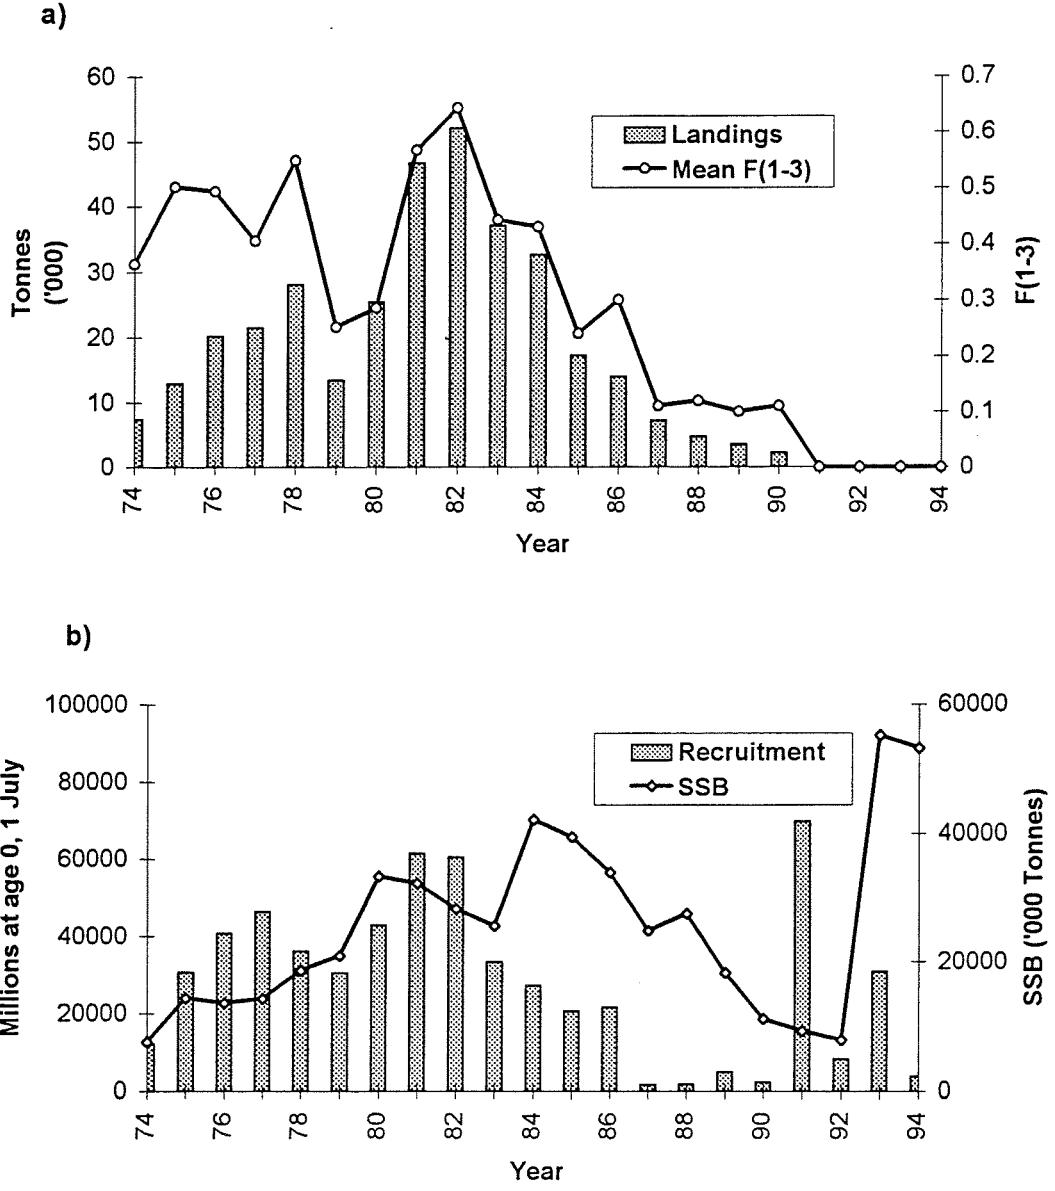 a)
60
50
40
30
20
10
0
Tonnes
('000)
0.7
0.6
0.5
0.4
0.3
0.2
0.1
0
F(1-3)
Landings
Mean F(1-3)
74 76 78 80 82 84 86 88 90 92 94
Year
b)
100000
80000
60000
40000
20000
0
Millions at age 0, 1 July
60000
40000
20000
0
SSB ('000 Tonnes)
Recruitment
SSB
74 76 78 80 82 84 86 88 90 92 94
Year